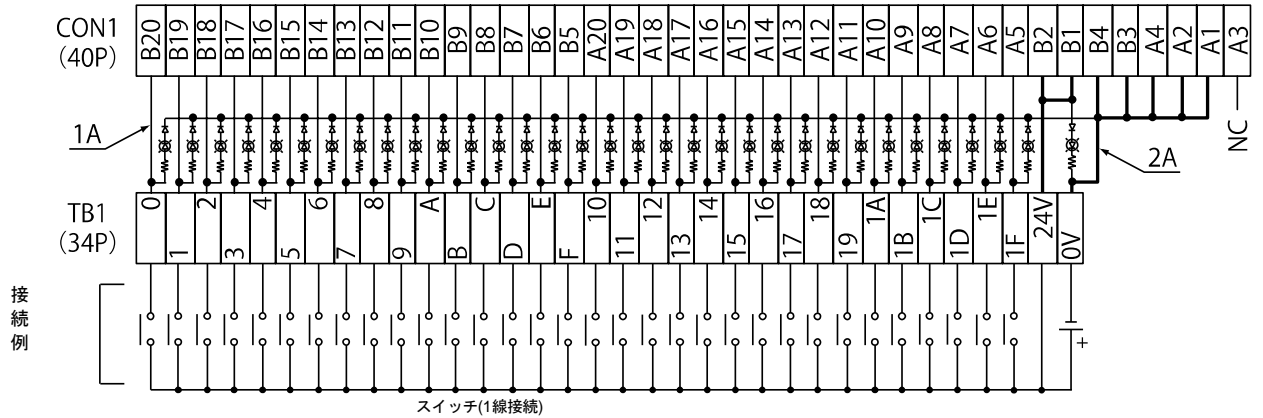 CON1
(40P)
B20 B19 B18 B17 B16 B15 B14 B13 B12 B11 B10 B9 B8 B7 B6 B5 A20 A19 A18 A17 A16 A15 A14 A13 A12 A11 A10 A9 A8 A7 A6 A5 B2 B1 B4 B3 A4 A2 A1 A3
1A
NC
2A
TB1
(34P)
0 1 2 3 4 5 6 7 8 9 A B C D E F 10 11 12 13 14 15 16 17 18 19 1A 1B 1C 1D 1E 1F 24V 0V
接続例
+
スイッチ(1線接続)